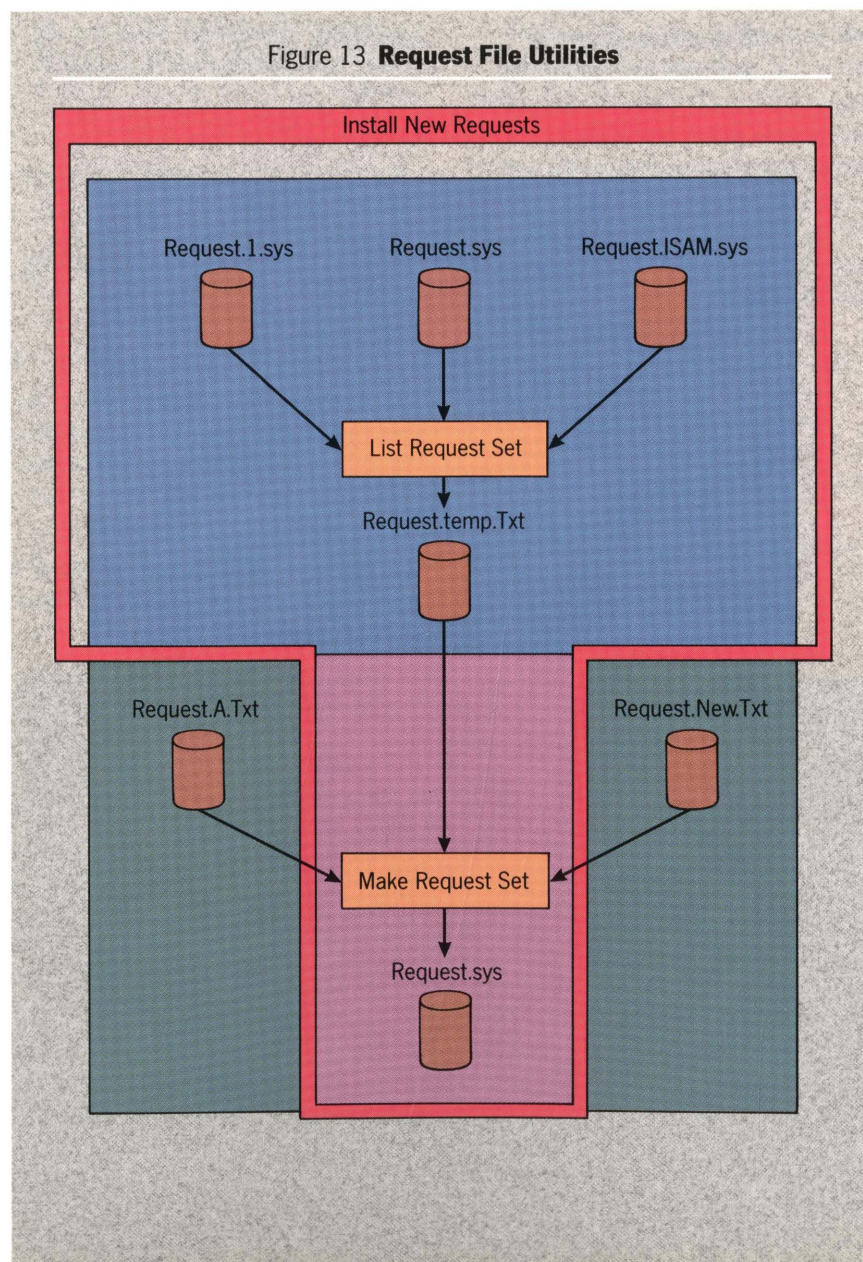 Figure 13 Request File Utilities
Install New Requests
Request.1.sys Request.sys Request.ISAM.sys
List Request Set
Request.temp.Txt
Request.A.Txt Request.New.Txt
Make Request Set
Request.sys